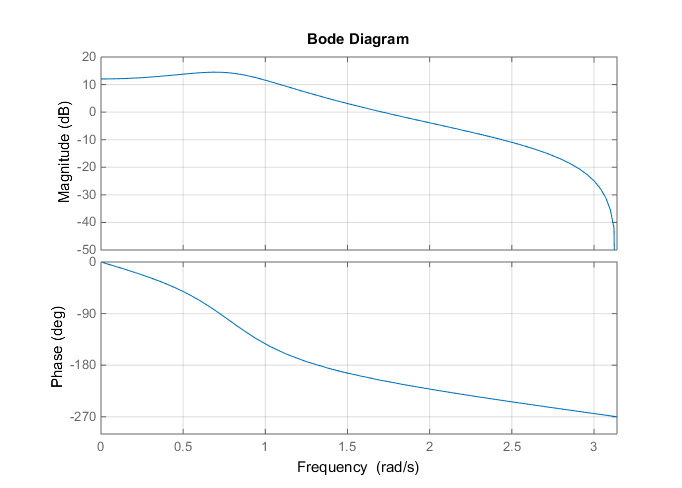 Bode Diagram
Magnitude (dB)
20
10
0
-10
-20
-30
-40
-50
Phase (deg)
0
-90
-180
-270
0 0.5 1 1.5 2 2.5 3
Frequency (rad/s)